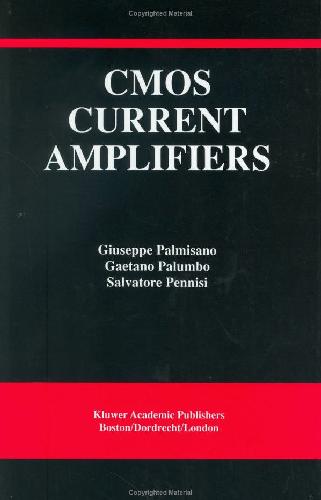 CMOS
CURRENT
AMPLIFIERS
Giuseppe Palmisano
Gaetano Palumbo
Salvatore Pennisi
Kluwer Academic Publishers
Boston/Dordrecht/London